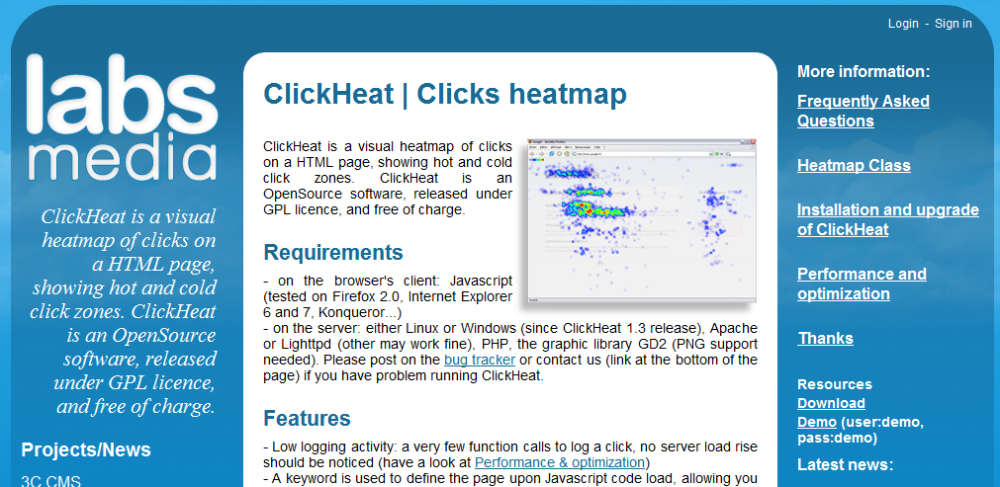 Login - Sign in
labs
media
ClickHeat is a visual
heatmap of clicks on
a HTML page,
showing hot and cold
click zones. ClickHeat
is an OpenSource
software, released
under GPL licence,
and free of charge.
Projects/News
3C CMS
ClickHeat | Clicks heatmap
ClickHeat is a visual heatmap of clicks
on a HTML page, showing hot and cold
click zones. ClickHeat is an
OpenSource software, released under
GPL licence, and free of charge.
Requirements
- on the browser's client: Javascript
(tested on Firefox 2.0, Internet Explorer
6 and 7, Konqueror...)
- on the server: either Linux or Windows (since ClickHeat 1.3 release), Apache
or Lighttpd (other may work fine), PHP, the graphic library GD2 (PNG support
needed). Please post on the bug tracker or contact us (link at the bottom of the
page) if you have problem running ClickHeat.
Features
- Low logging activity: a very few function calls to log a click, no server load rise
should be noticed (have a look at Performance & optimization)
- A keyword is used to define the page upon Javascript code load, allowing you
More information:
Frequently Asked
Questions
Heatmap Class
Installation and upgrade
of ClickHeat
Performance and
optimization
Thanks
Resources
Download
Demo (user:demo,
pass:demo)
Latest news: